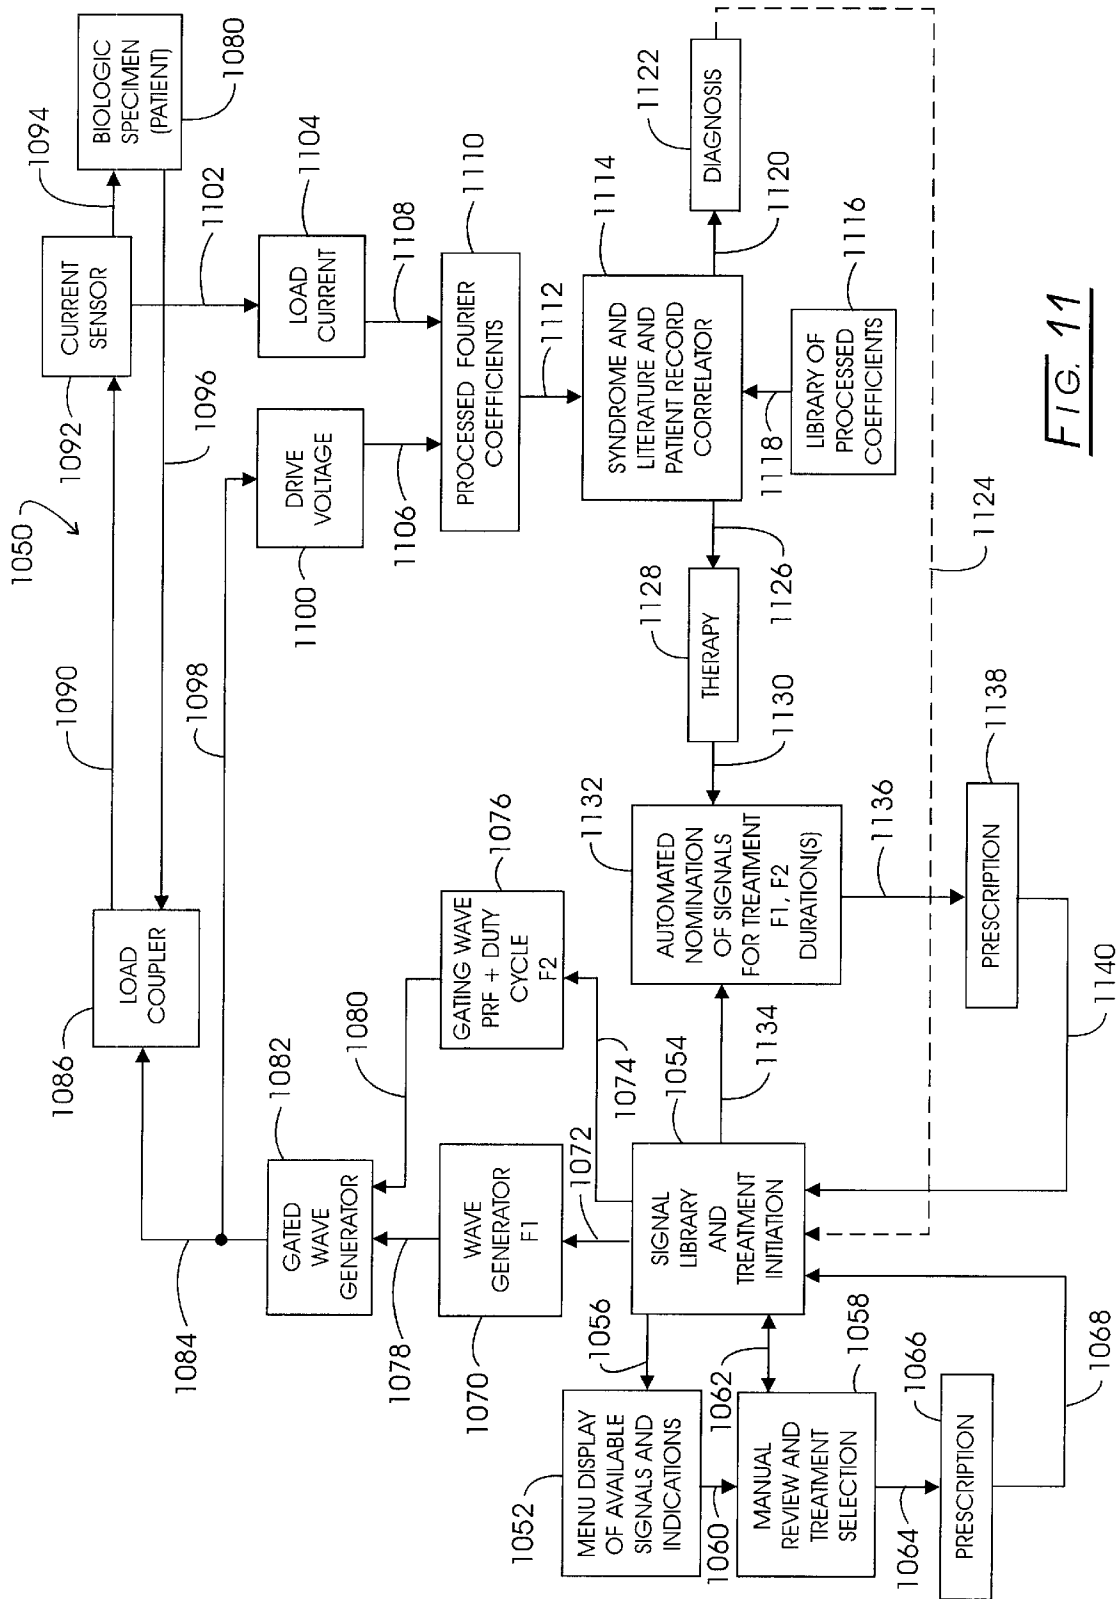 1050
1086
LOAD
COUPLER
1090
1092
CURRENT
SENSOR
1094
BIOLOGIC
SPECIMEN
(PATIENT)
1080
1096
1084
1098
1102
1082
GATED
WAVE
GENERATOR
1080
1100
DRIVE
VOLTAGE
1104
LOAD
CURRENT
1078
1106
1108
1070
WAVE
GENERATOR
F1
1076
GATING WAVE
PRF + DUTY
CYCLE
F2
1110
PROCESSED FOURIER
COEFFICIENTS
1072
1074
1112
1052
MENU DISPLAY
OF AVAILABLE
SIGNALS AND
INDICATIONS
1056
1054
SIGNAL
LIBRARY
AND
TREATMENT
INITIATION
1134
1132
AUTOMATED
NOMINATION
OF SIGNALS
FOR TREATMENT
F1, F2
DURATION(S)
1130
1128
THERAPY
1126
1114
SYNDROME AND
LITERATURE AND
PATIENT RECORD
CORRELATOR
1120
1122
DIAGNOSIS
1060
1062
1058
MANUAL
REVIEW AND
TREATMENT
SELECTION
1118
1116
LIBRARY OF
PROCESSED
COEFFICIENTS
1064
1066
PRESCRIPTION
1068
1136
1138
PRESCRIPTION
1140
1124
FIG. 11